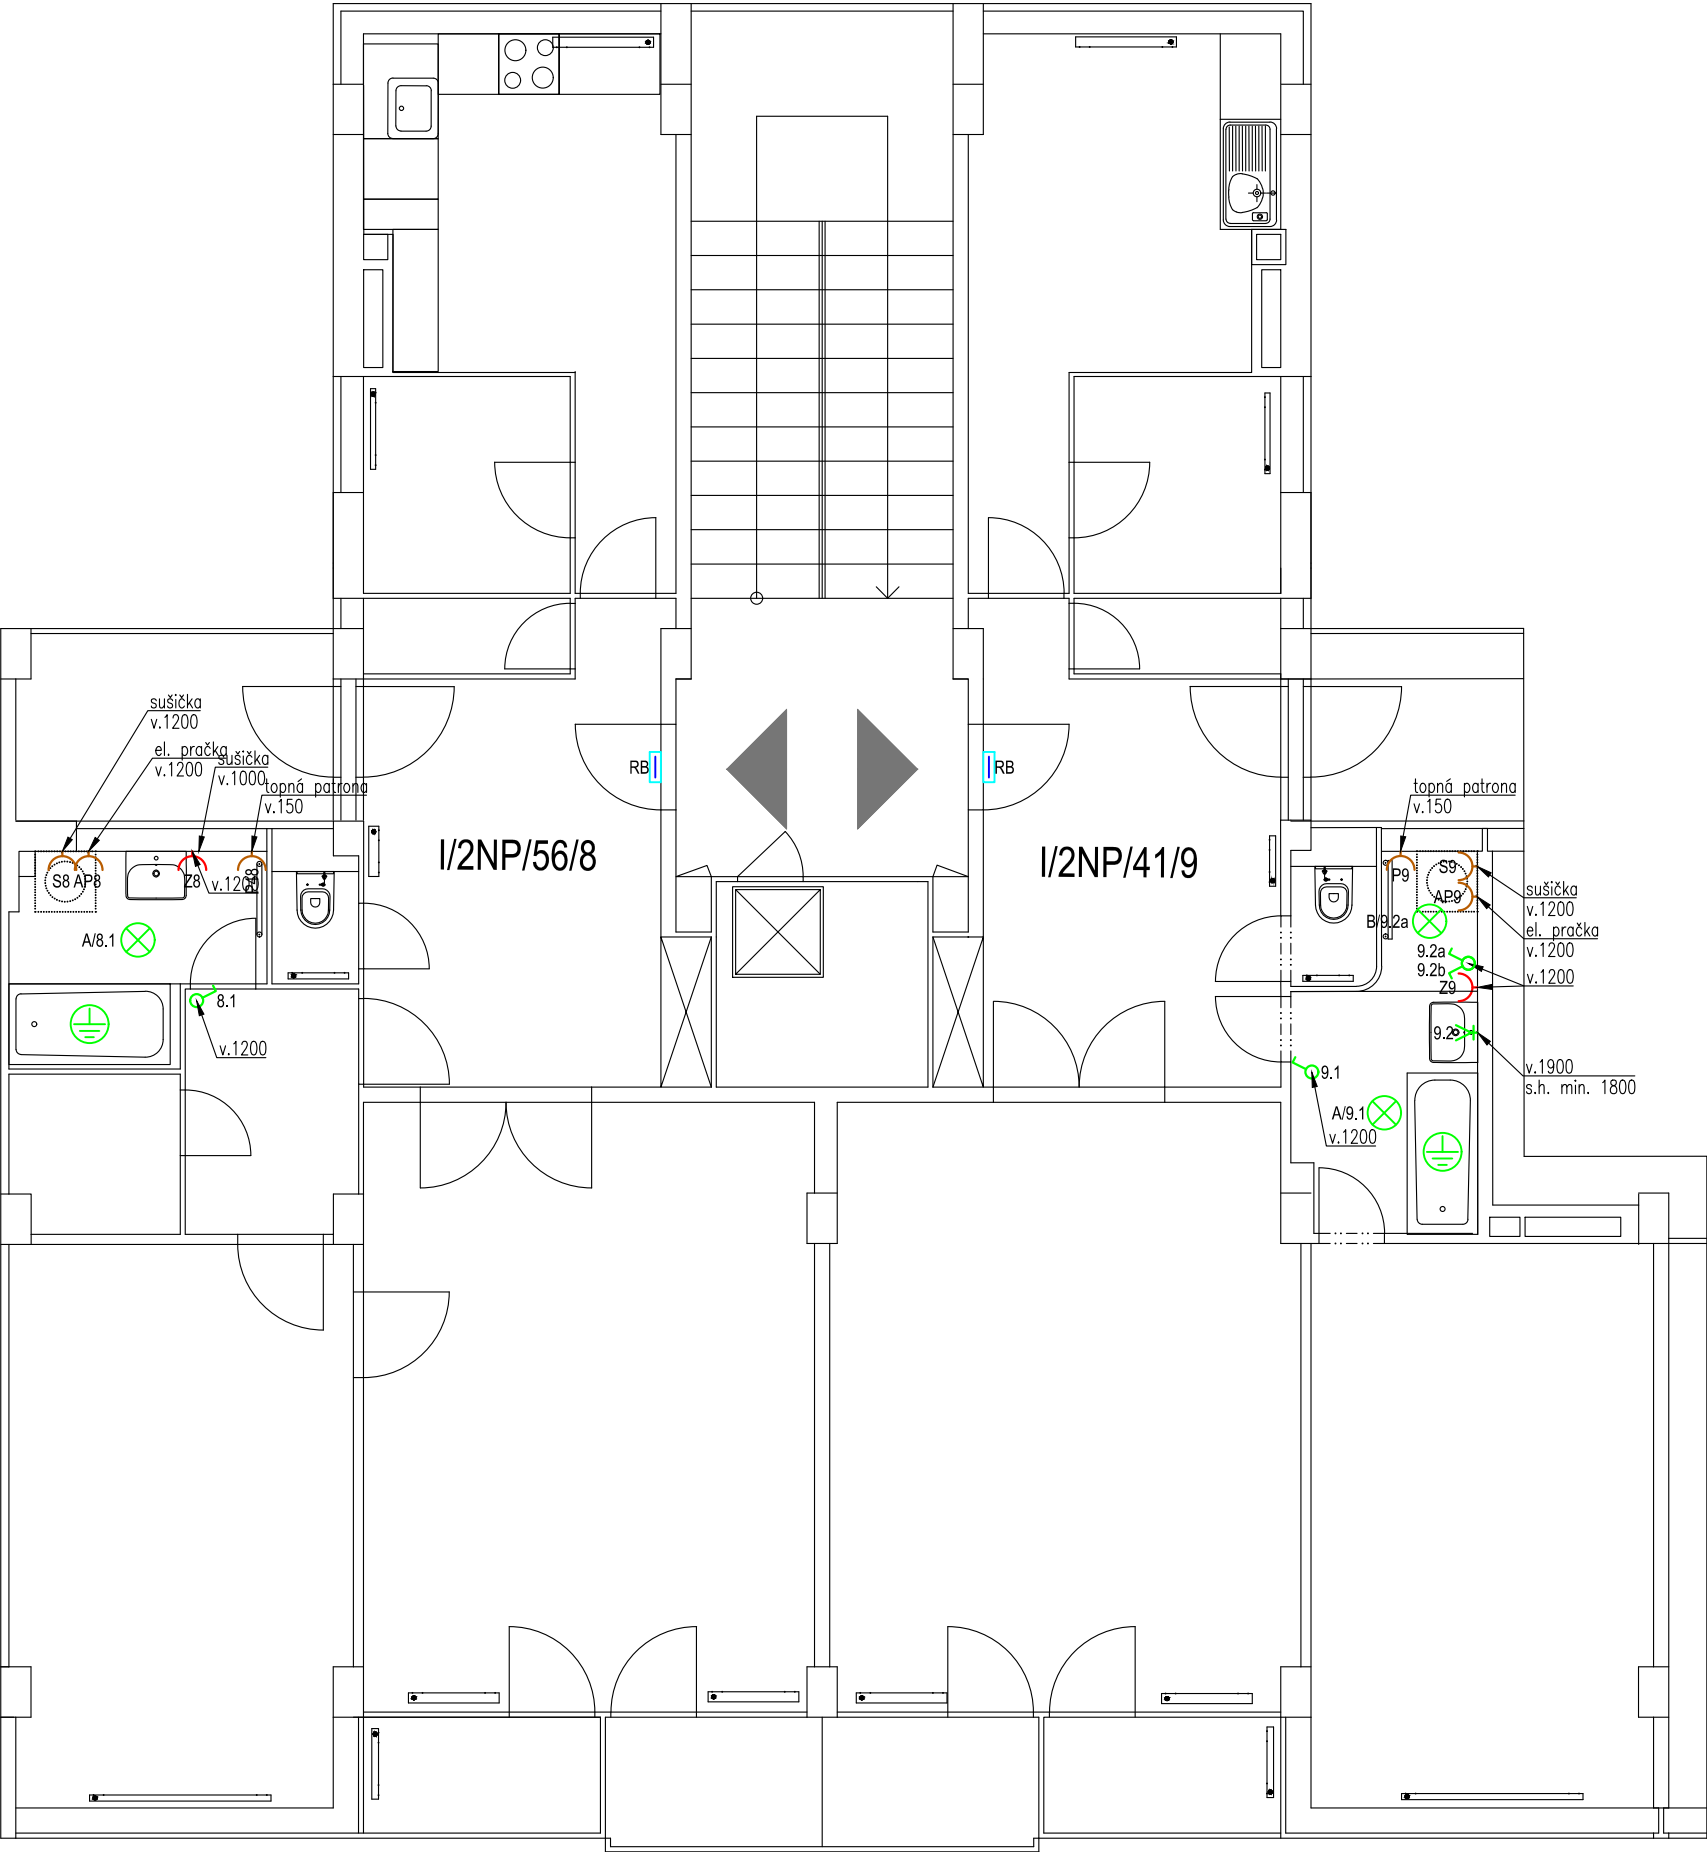 sušička
v.1200
el. pračka
v.1200
sušička
v.1000
topná patrona
v.150
RB
RB
topná patrona
v.150
I/2NP/56/8
I/2NP/41/9
S8
AP8
Z8
v.1200
P9
S9
AP9
sušička
v.1200
A/8.1
B/9.2a
el. pračka
v.1200
9.2a
9.2b
v.1200
Z9
8.1
9.2
v.1200
9.1
v.1900
s.h. min. 1800
A/9.1
v.1200